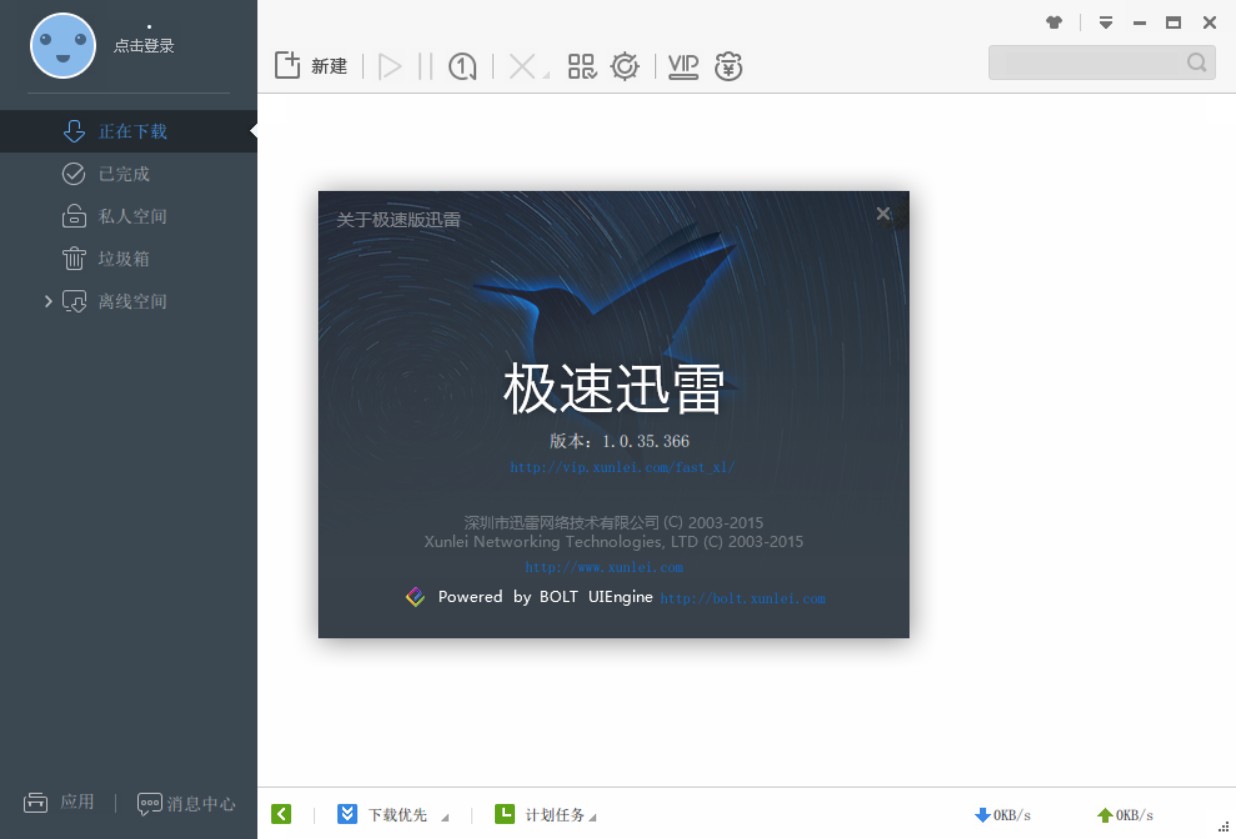 点击登录
新建
VIP
正在下载
已完成
私人空间
垃圾箱
离线空间
关于极速版迅雷
极速迅雷
版本: 1.0.35.366
http://vip.xunlei.com/fast_xl/
深圳市迅雷网络技术有限公司 (C) 2003-2015
Xunlei Networking Technologies, LTD (C) 2003-2015
http://www.xunlei.com
Powered by BOLT UIEngine http://bolt.xunlei.com
应用
消息中心
下载优先
计划任务
0KB/s
0KB/s